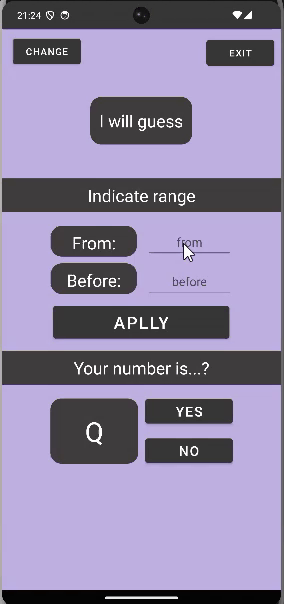 21:24
CHANGE
EXIT
I will guess
Indicate range
From:
from
Before:
before
APLLY
Your number is...?
Q
YES
NO